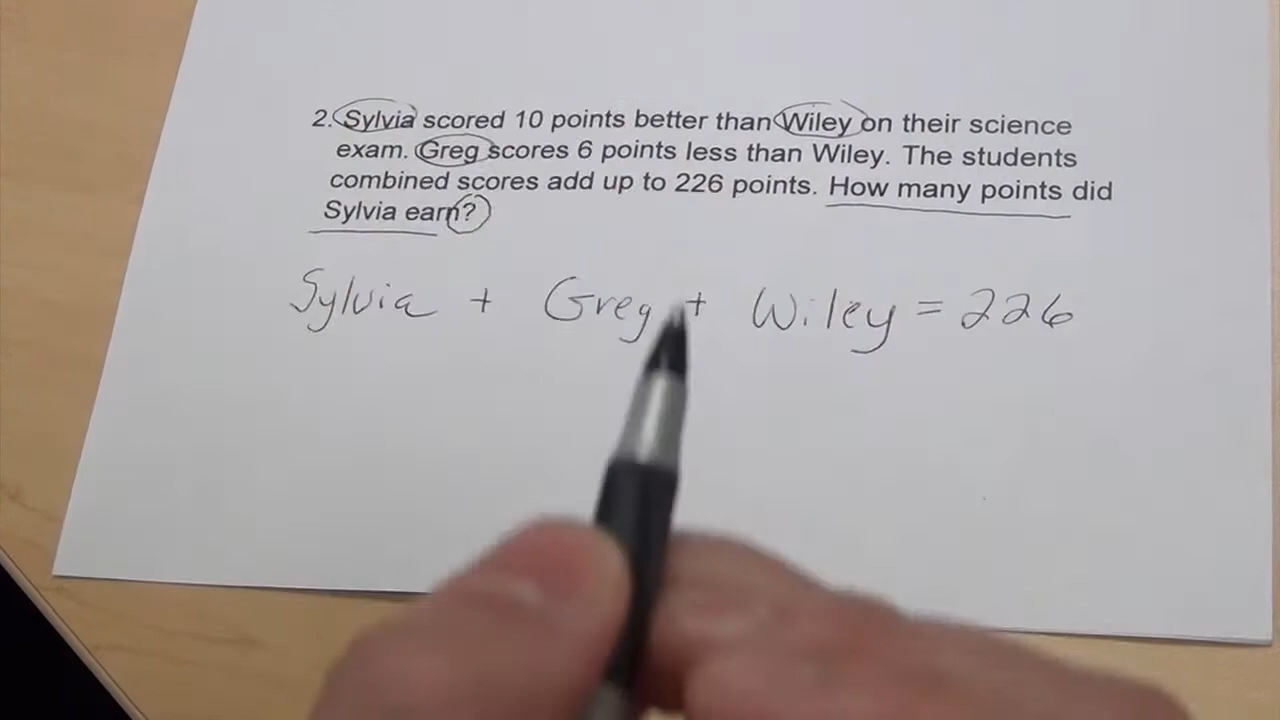 2. Sylvia scored 10 points better than Wiley on their science
exam. Greg scores 6 points less than Wiley. The students
combined scores add up to 226 points. How many points did
Sylvia earn?
Sylvia + Greg + Wiley = 226